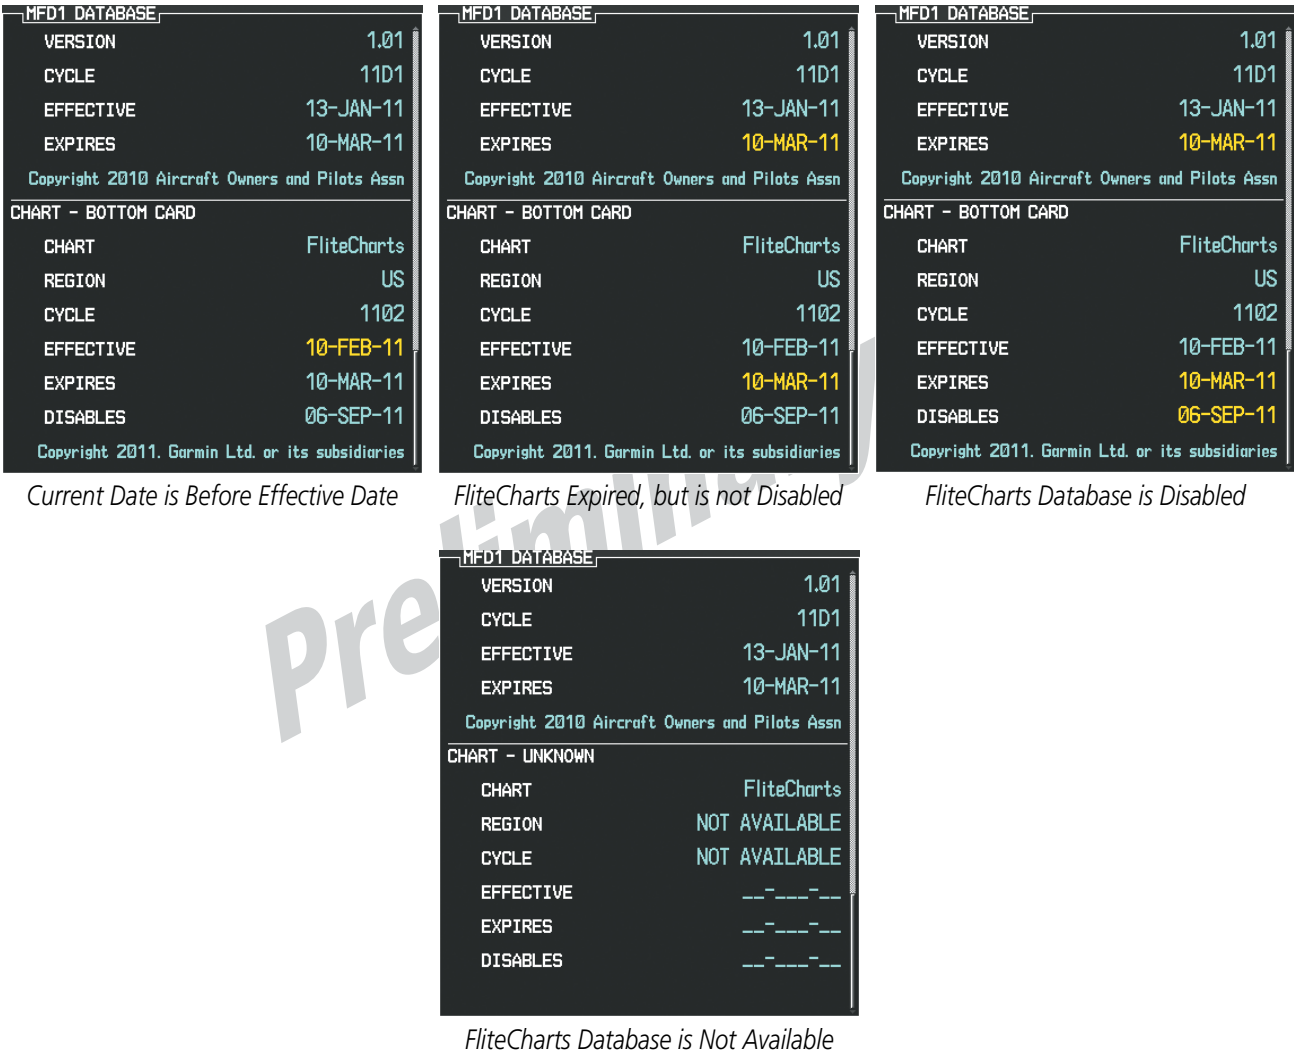 MFD1 DATABASE
VERSION 1.01
CYCLE 11D1
EFFECTIVE 13-JAN-11
EXPIRES 10-MAR-11
Copyright 2010 Aircraft Owners and Pilots Assn
CHART - BOTTOM CARD
CHART FliteCharts
REGION US
CYCLE 1102
EFFECTIVE 10-FEB-11
EXPIRES 10-MAR-11
DISABLES 06-SEP-11
Copyright 2011. Garmin Ltd. or its subsidiaries
Current Date is Before Effective Date
MFD1 DATABASE
VERSION 1.01
CYCLE 11D1
EFFECTIVE 13-JAN-11
EXPIRES 10-MAR-11
Copyright 2010 Aircraft Owners and Pilots Assn
CHART - BOTTOM CARD
CHART FliteCharts
REGION US
CYCLE 1102
EFFECTIVE 10-FEB-11
EXPIRES 10-MAR-11
DISABLES 06-SEP-11
Copyright 2011. Garmin Ltd. or its subsidiaries
FliteCharts Expired, but is not Disabled
MFD1 DATABASE
VERSION 1.01
CYCLE 11D1
EFFECTIVE 13-JAN-11
EXPIRES 10-MAR-11
Copyright 2010 Aircraft Owners and Pilots Assn
CHART - BOTTOM CARD
CHART FliteCharts
REGION US
CYCLE 1102
EFFECTIVE 10-FEB-11
EXPIRES 10-MAR-11
DISABLES 06-SEP-11
Copyright 2011. Garmin Ltd. or its subsidiaries
FliteCharts Database is Disabled
Preliminary
MFD1 DATABASE
VERSION 1.01
CYCLE 11D1
EFFECTIVE 13-JAN-11
EXPIRES 10-MAR-11
Copyright 2010 Aircraft Owners and Pilots Assn
CHART - UNKNOWN
CHART FliteCharts
REGION NOT AVAILABLE
CYCLE NOT AVAILABLE
EFFECTIVE __-___-__
EXPIRES __-___-__
DISABLES __-___-__
FliteCharts Database is Not Available